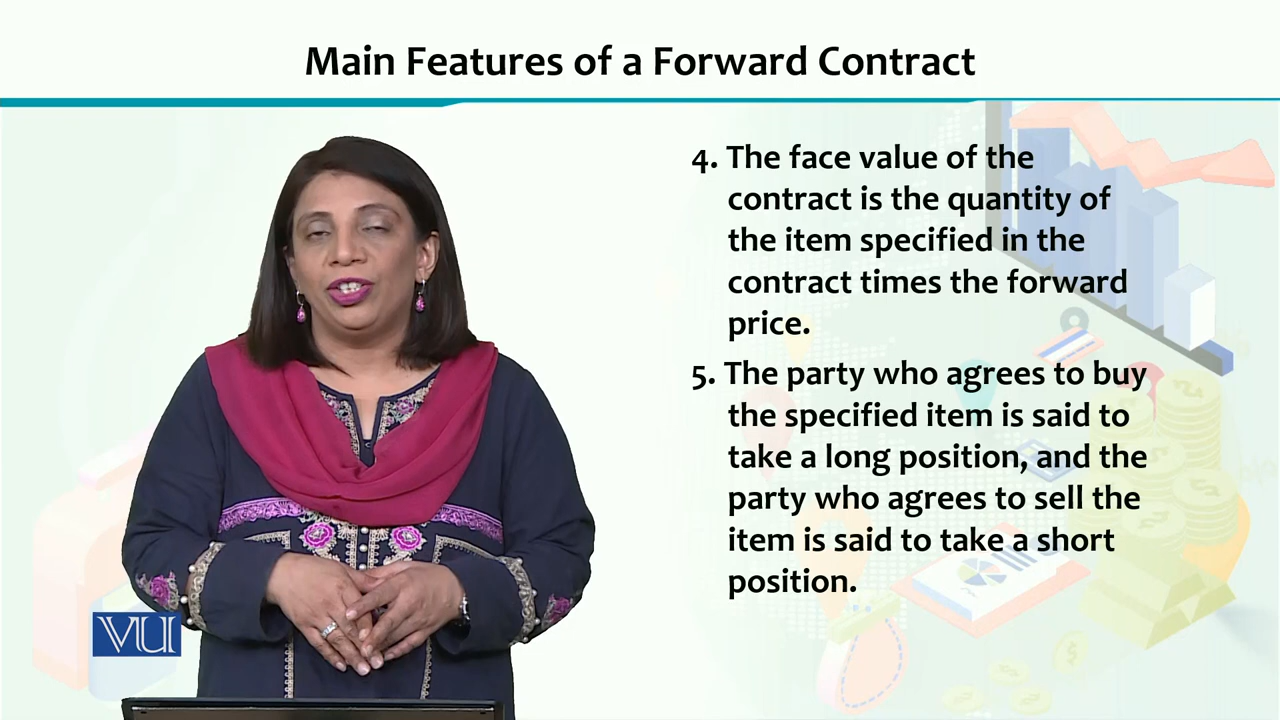 Main Features of a Forward Contract
4. The face value of the
contract is the quantity of
the item specified in the
contract times the forward
price.
5. The party who agrees to buy
the specified item is said to
take a long position, and the
party who agrees to sell the
item is said to take a short
position.
VU